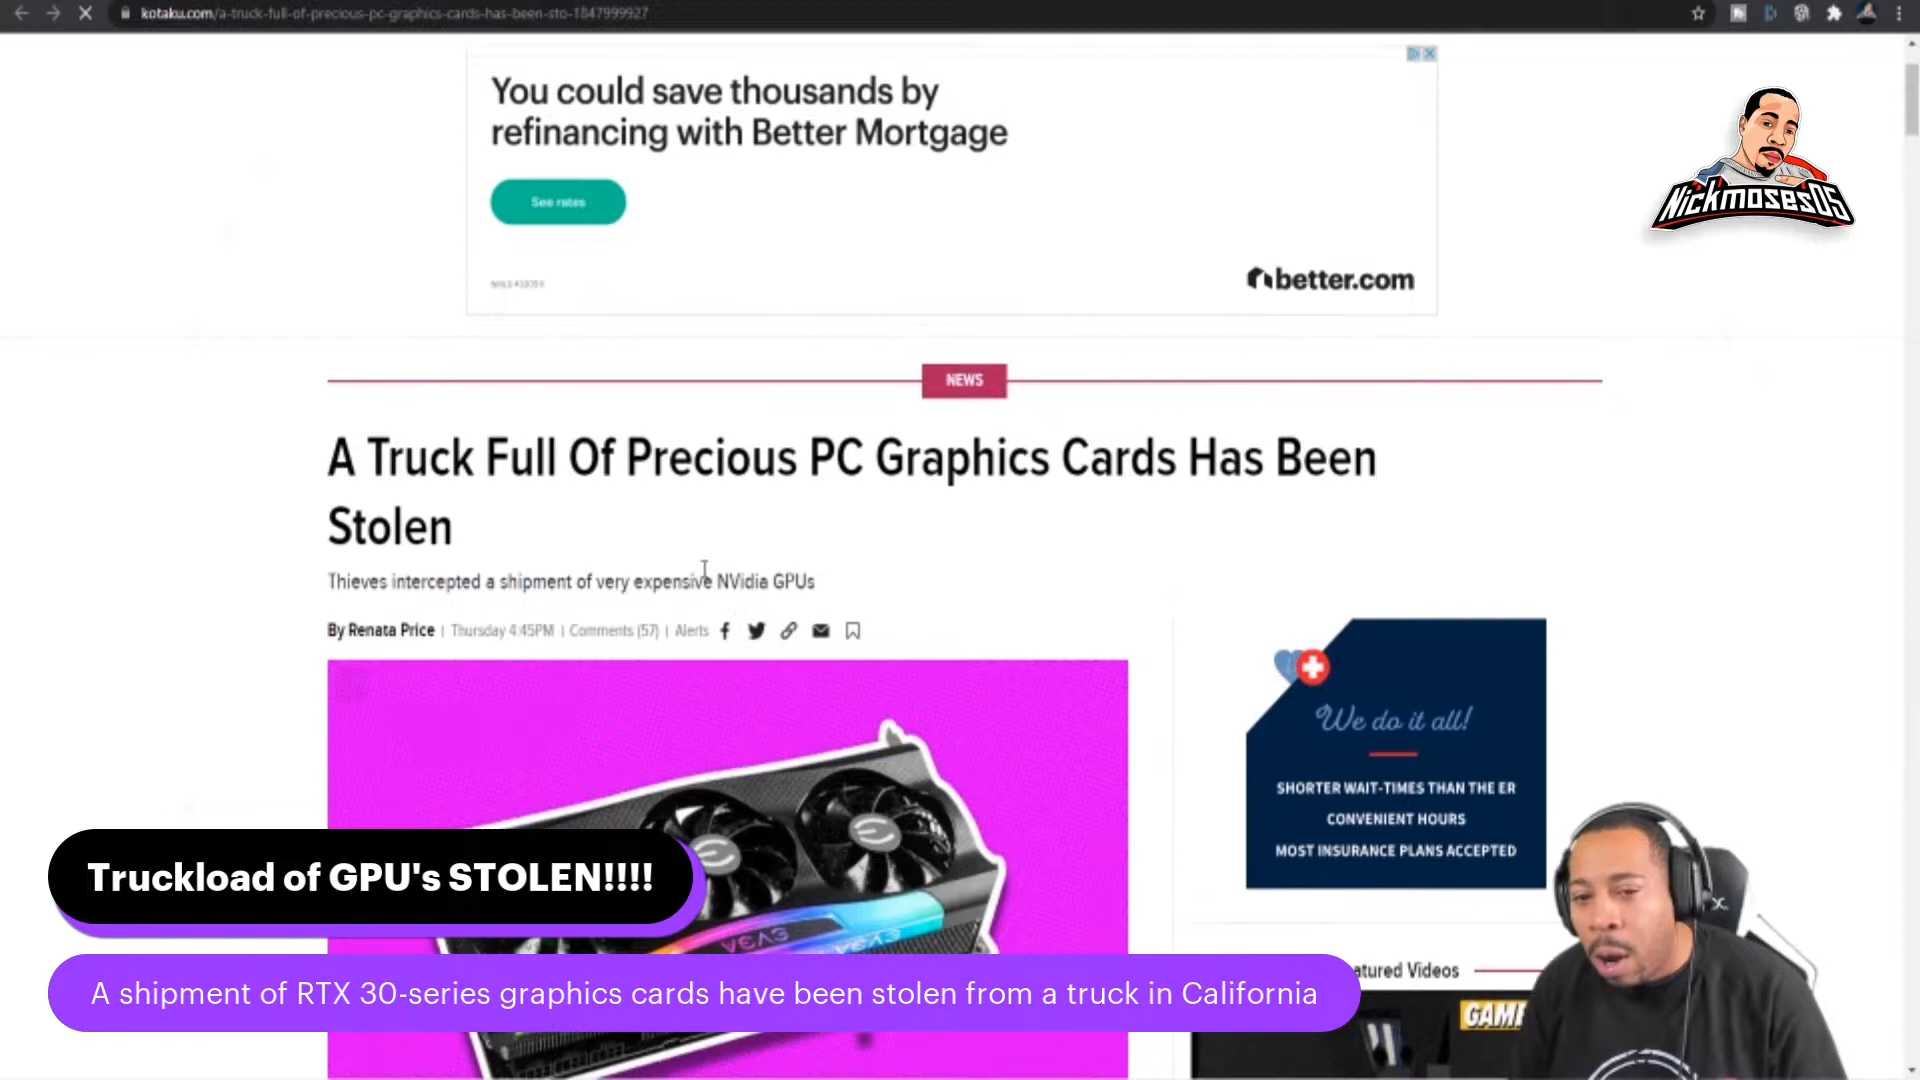 kotaku.com/a-truck-full-of-precious-pc-graphics-cards-has-been-sto-1847999927
You could save thousands by
refinancing with Better Mortgage
See rates
better.com
Nickmoses05
NEWS
A Truck Full Of Precious PC Graphics Cards Has Been
Stolen
Thieves intercepted a shipment of very expensive NVidia GPUs
By Renata Price | Thursday 4:45PM | Comments (57) | Alerts
We do it all!
SHORTER WAIT-TIMES THAN THE ER
CONVENIENT HOURS
MOST INSURANCE PLANS ACCEPTED
Truckload of GPU's STOLEN!!!!
EVGA
EVGA
A shipment of RTX 30-series graphics cards have been stolen from a truck in California
atured Videos
GAME